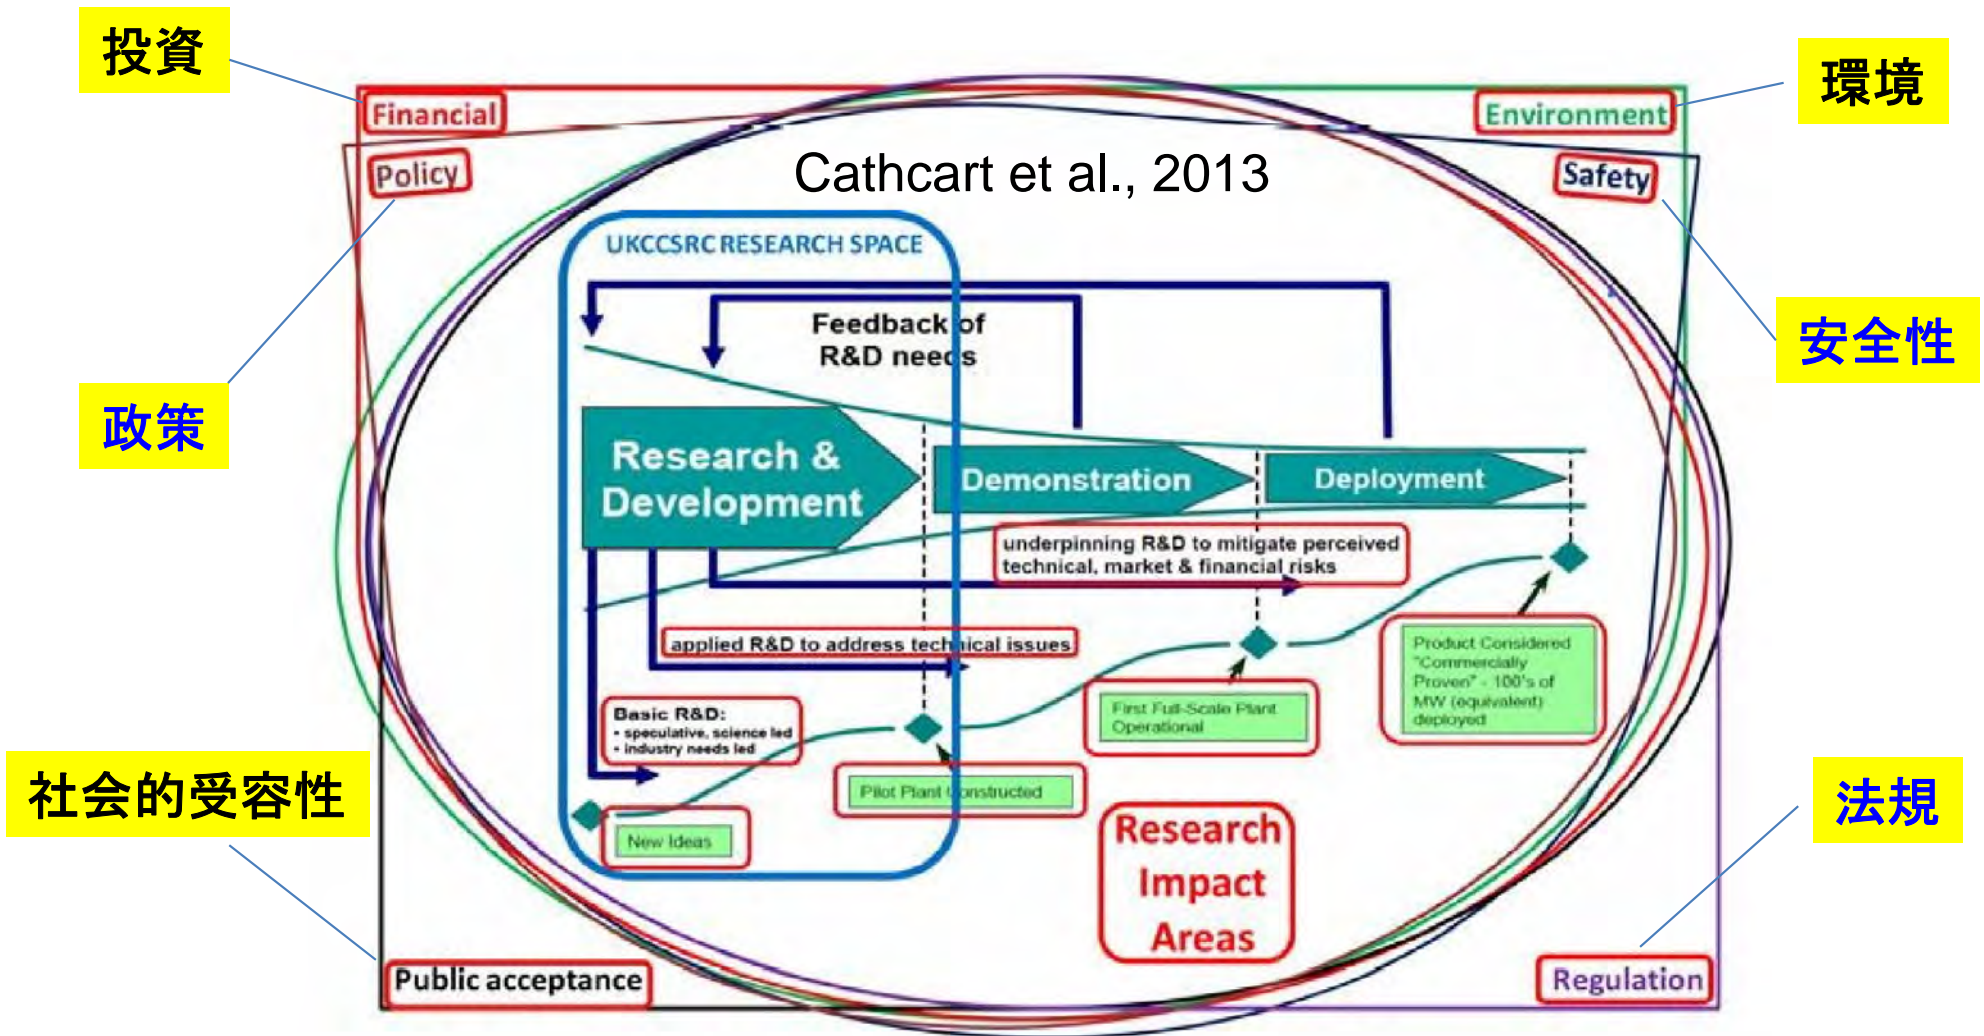 投資
環境
Financial
Environment
Policy
Safety
Cathcart et al., 2013
UKCCSRC RESEARCH SPACE
Feedback of
R&D needs
安全性
政策
Research &
Development
Demonstration
Deployment
underpinning R&D to mitigate perceived
technical, market & financial risks
applied R&D to address technical issues
Basic R&D:
• speculative, science led
• industry needs led
Product Considered
"Commercially
Proven" - 100's of
MW (equivalent)
deployed
First Full-Scale Plant
Operational
Pilot Plant Constructed
New Ideas
社会的受容性
法規
Research
Impact
Areas
Public acceptance
Regulation